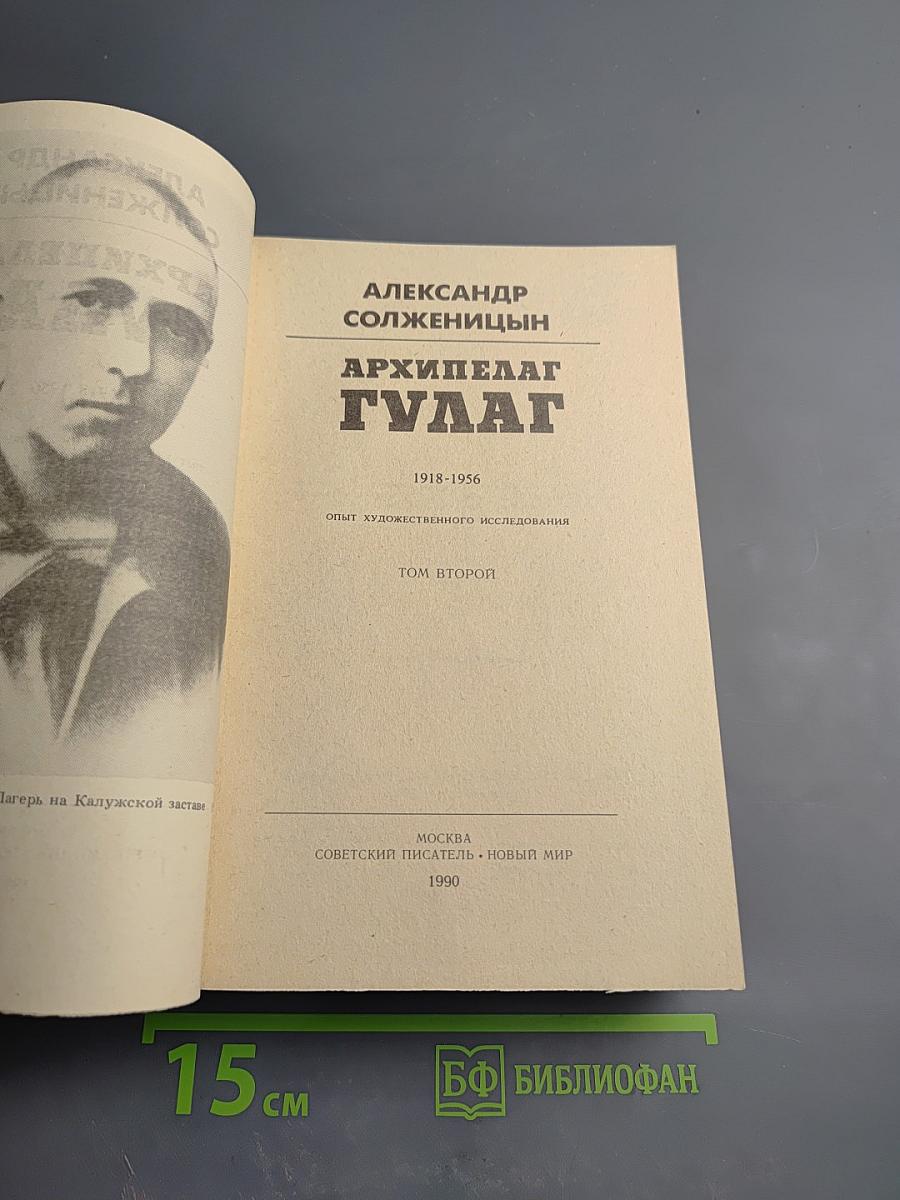 Лагерь на Калужской заставе
АЛЕКСАНДР
СОЛЖЕНИЦЫН
АРХИПЕЛАГ
ГУЛАГ
1918-1956
ОПЫТ ХУДОЖЕСТВЕННОГО ИССЛЕДОВАНИЯ
ТОМ ВТОРОЙ
МОСКВА
СОВЕТСКИЙ ПИСАТЕЛЬ • НОВЫЙ МИР
1990
15 см
БФ БИБЛИОФАН